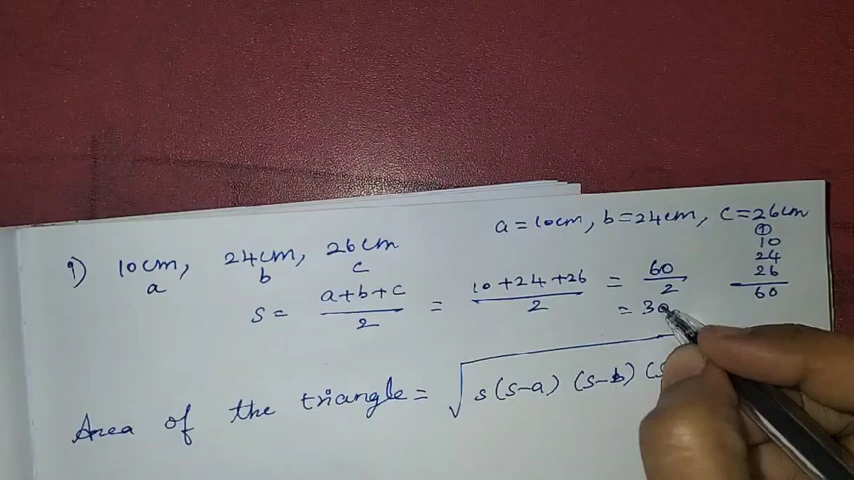 a = 10cm, b = 24cm, c = 26cm
9) 10cm, 24cm, 26cm
a b c
s = a+b+c / 2 = 10+24+26 / 2 = 60 / 2
= 30
1
10
24
26
60
Area of the triangle = √s(s-a) (s-b) (s